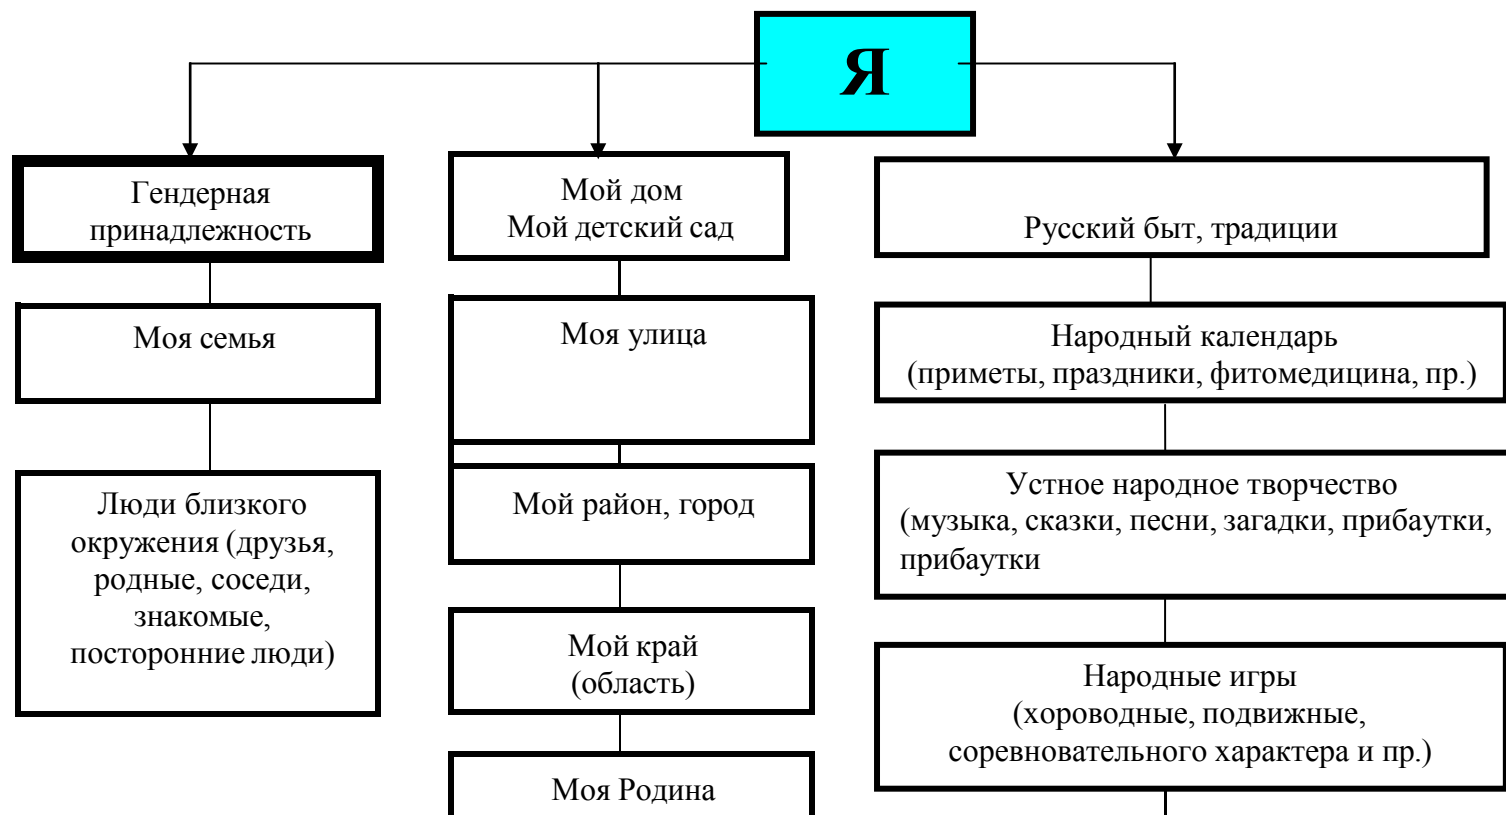 Я
Гендерная
принадлежность
Моя семья
Люди близкого
окружения (друзья,
родные, соседи,
знакомые,
посторонние люди)
Мой дом
Мой детский сад
Моя улица
Мой район, город
Мой край
(область)
Моя Родина
Русский быт, традиции
Народный календарь
(приметы, праздники, фитомедицина, пр.)
Устное народное творчество
(музыка, сказки, песни, загадки, прибаутки,
прибаутки
Народные игры
(хороводные, подвижные,
соревновательного характера и пр.)